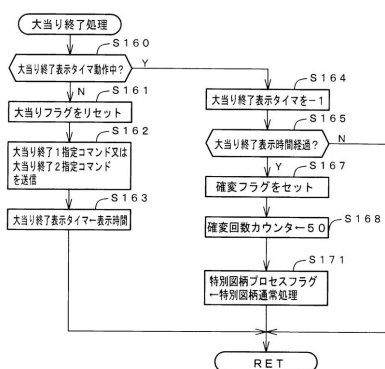 大当り終了処理
S160
大当り終了表示タイマ動作中?
Y
N
S161
大当りフラグをリセット
S162
大当り終了1指定コマンド又は
大当り終了2指定コマンド
を送信
S163
大当り終了表示タイマ←表示時間
S164
大当り終了表示タイマを-1
S165
大当り終了表示時間経過?
N
Y
S167
確変フラグをセット
S168
確変回数カウンタ←50
S171
特別図柄プロセスフラグ
←特別図柄通常処理
RET